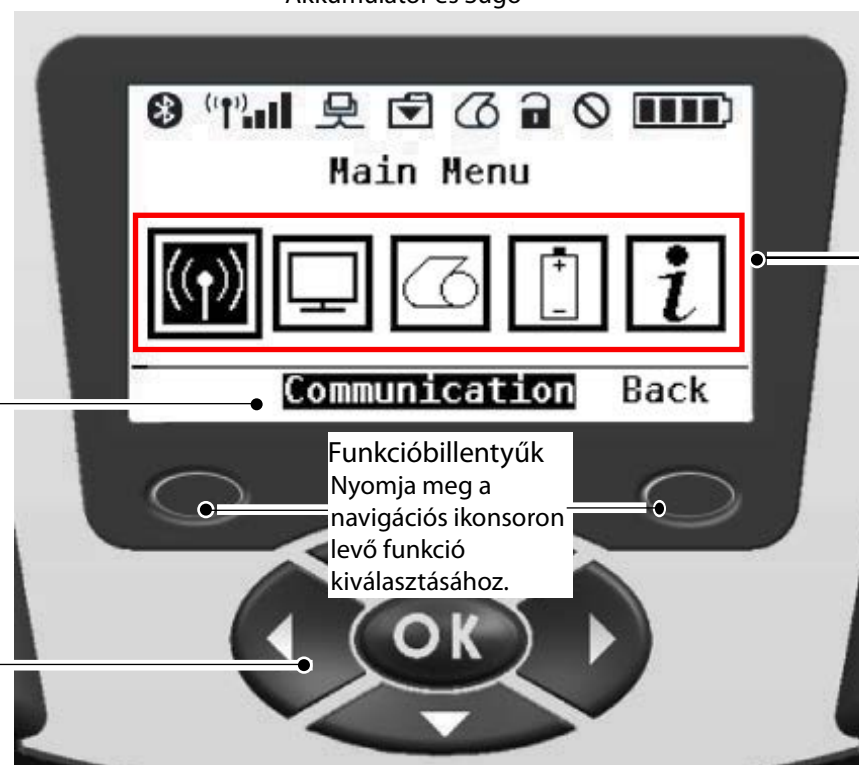 Main Menu
Communication Back
Funkcióbillentyűk
Nyomja meg a
navigációs ikonsoron
levő funkció
kiválasztásához.
OK